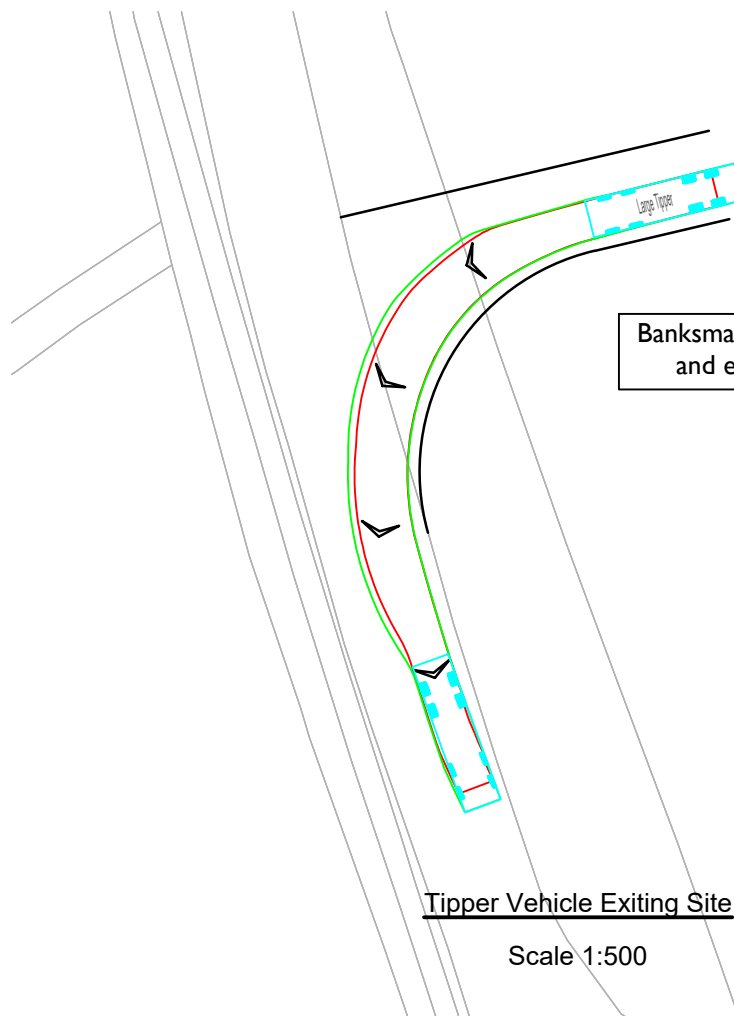 Large Tipper
Banksma
and e
Tipper Vehicle Exiting Site
Scale 1:500